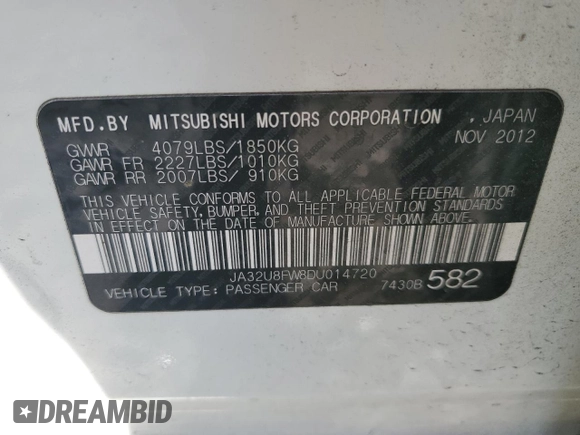 MFD.BY MITSUBISHI MOTORS CORPORATION , JAPAN
NOV 2012
GVWR 4079LBS/1850KG
GAWR FR 2227LBS/1010KG
GAWR RR 2007LBS/ 910KG
THIS VEHICLE CONFORMS TO ALL APPLICABLE FEDERAL MOTOR
VEHICLE SAFETY, BUMPER, AND THEFT PREVENTION STANDARDS
IN EFFECT ON THE DATE OF MANUFACTURE SHOWN ABOVE.
JA32U8FW8DU014720
VEHICLE TYPE: PASSENGER CAR 7430B 582
DREAMBID